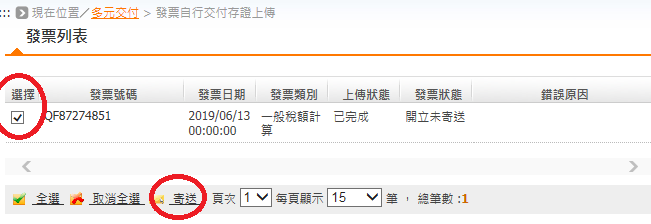 ::: 現在位置／多元交付 > 發票自行交付存證上傳
發票列表
選擇 發票號碼 發票日期 發票類別 上傳狀態 發票狀態 錯誤原因
QF87274851 2019/06/13 00:00:00 一般稅額計算 已完成 開立未寄送
全選 取消全選 寄送 頁次 1 每頁顯示 15 筆 ， 總筆數 :1